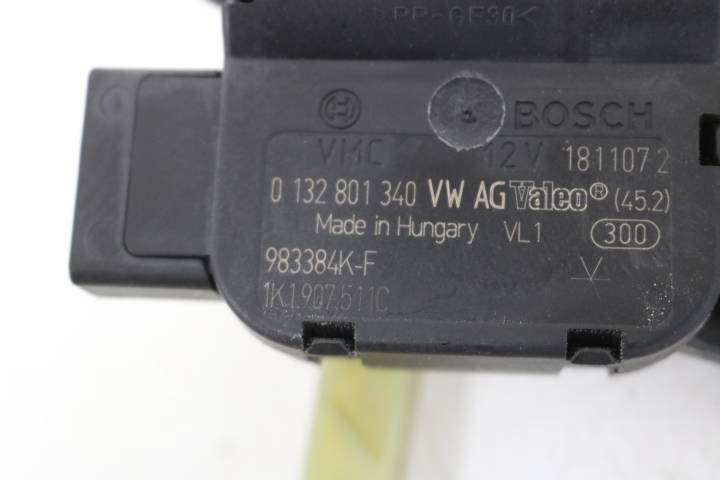 >PP-GF30<
BOSCH
VMC 12V 1811072
0 132 801 340 VW AG Valeo® (45.2)
Made in Hungary VL1 300
983384K-F
1K1.907.511C